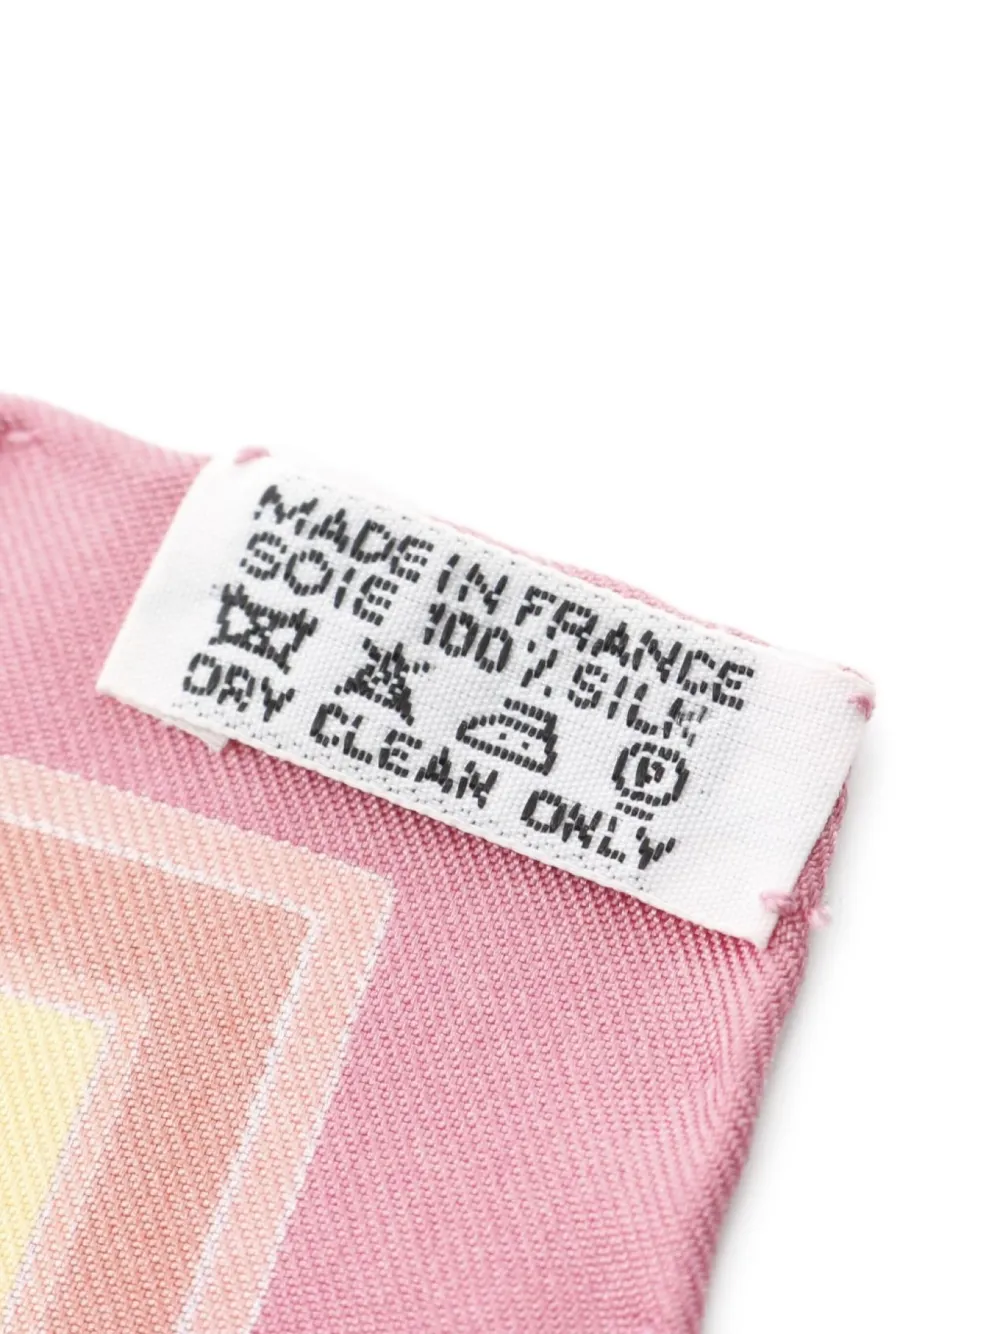 MADE IN FRANCE
SOIE 100% SILK
P
DRY CLEAN ONLY